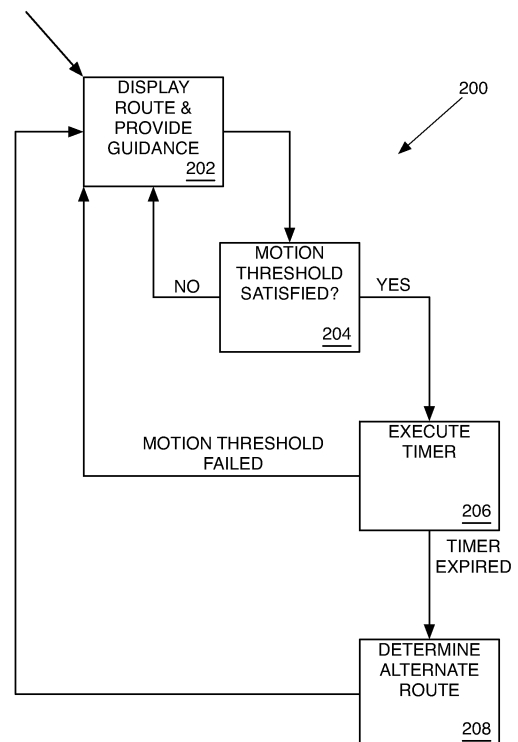 DISPLAY
ROUTE &
PROVIDE
GUIDANCE
202
200
MOTION
THRESHOLD
SATISFIED?
204
NO
YES
EXECUTE
TIMER
206
MOTION THRESHOLD
FAILED
TIMER
EXPIRED
DETERMINE
ALTERNATE
ROUTE
208